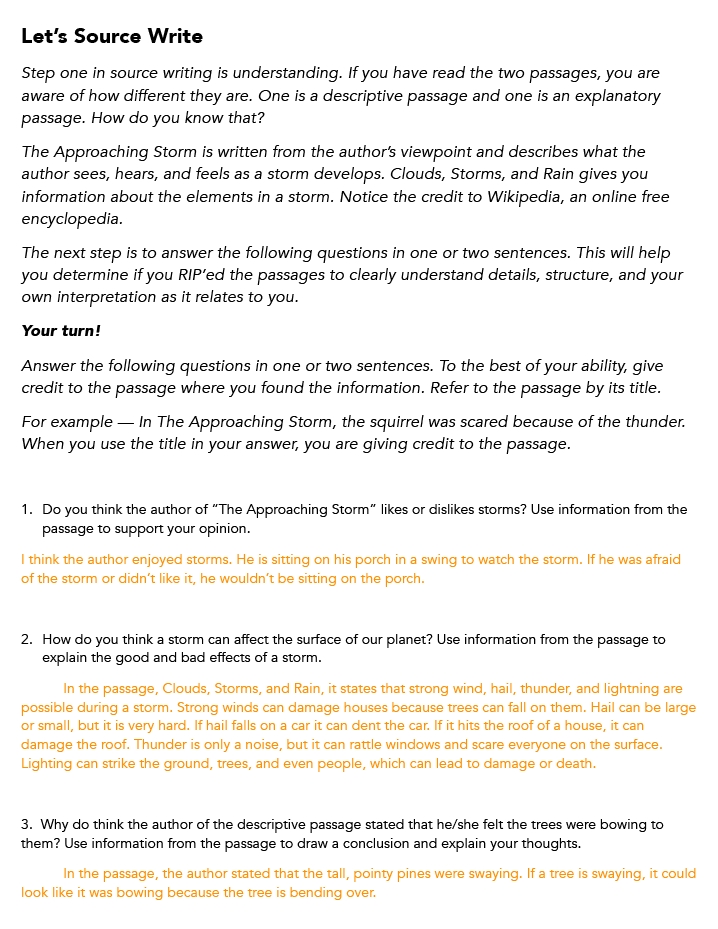 Let's Source Write
Step one in source writing is understanding. If you have read the two passages, you are
aware of how different they are. One is a descriptive passage and one is an explanatory
passage. How do you know that?
The Approaching Storm is written from the author's viewpoint and describes what the
author sees, hears, and feels as a storm develops. Clouds, Storms, and Rain gives you
information about the elements in a storm. Notice the credit to Wikipedia, an online free
encyclopedia.
The next step is to answer the following questions in one or two sentences. This will help
you determine if you RIP'ed the passages to clearly understand details, structure, and your
own interpretation as it relates to you.
Your turn!
Answer the following questions in one or two sentences. To the best of your ability, give
credit to the passage where you found the information. Refer to the passage by its title.
For example — In The Approaching Storm, the squirrel was scared because of the thunder.
When you use the title in your answer, you are giving credit to the passage.
1. Do you think the author of "The Approaching Storm" likes or dislikes storms? Use information from the
passage to support your opinion.
I think the author enjoyed storms. He is sitting on his porch in a swing to watch the storm. If he was afraid
of the storm or didn't like it, he wouldn't be sitting on the porch.
2. How do you think a storm can affect the surface of our planet? Use information from the passage to
explain the good and bad effects of a storm.
In the passage, Clouds, Storms, and Rain, it states that strong wind, hail, thunder, and lightning are
possible during a storm. Strong winds can damage houses because trees can fall on them. Hail can be large
or small, but it is very hard. If hail falls on a car it can dent the car. If it hits the roof of a house, it can
damage the roof. Thunder is only a noise, but it can rattle windows and scare everyone on the surface.
Lighting can strike the ground, trees, and even people, which can lead to damage or death.
3. Why do think the author of the descriptive passage stated that he/she felt the trees were bowing to
them? Use information from the passage to draw a conclusion and explain your thoughts.
In the passage, the author stated that the tall, pointy pines were swaying. If a tree is swaying, it could
look like it was bowing because the tree is bending over.